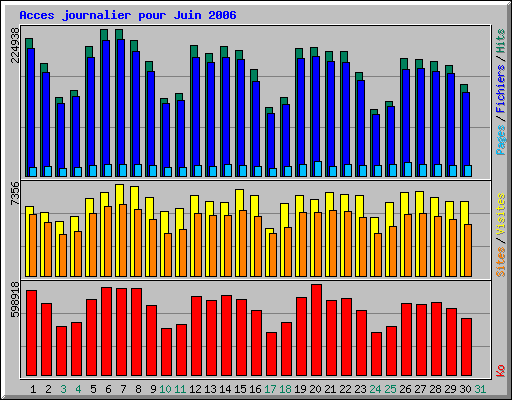 Acces journalier pour Juin 2006
224938
7356
598918
Pages/Fichiers/Hits
Sites/Visites
Ko
1 2 3 4 5 6 7 8 9 10 11 12 13 14 15 16 17 18 19 20 21 22 23 24 25 26 27 28 29 30 31